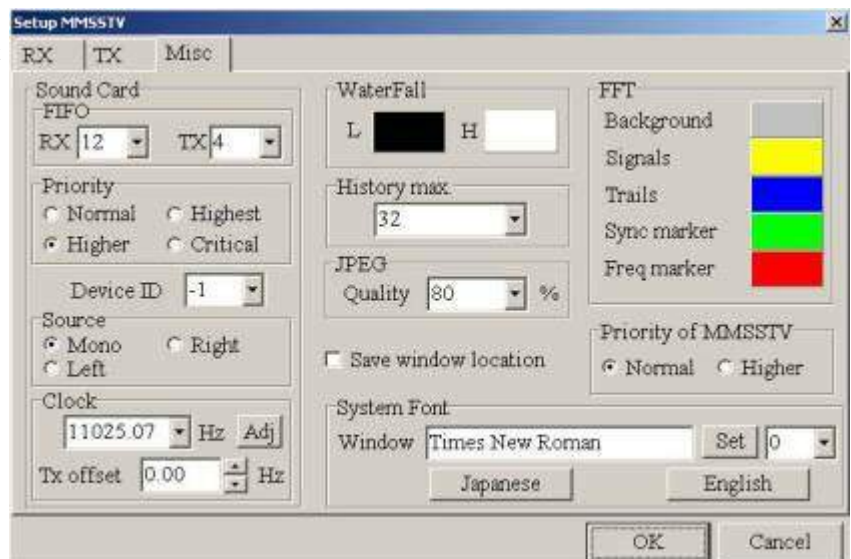 Setup MMSSTV
RX TX Misc
Sound Card
FIFO
RX 12 TX 4
Priority
Normal Highest
Higher Critical
Device ID -1
Source
Mono Right
Left
Clock
11025.07 Hz Adj
Tx offset 0.00 Hz
WaterFall
L H
History max.
32
JPEG
Quality 80 %
Save window location
FFT
Background
Signals
Trails
Sync marker
Freq marker
Priority of MMSSTV
Normal Higher
System Font
Window Times New Roman Set 0
Japanese English
OK Cancel